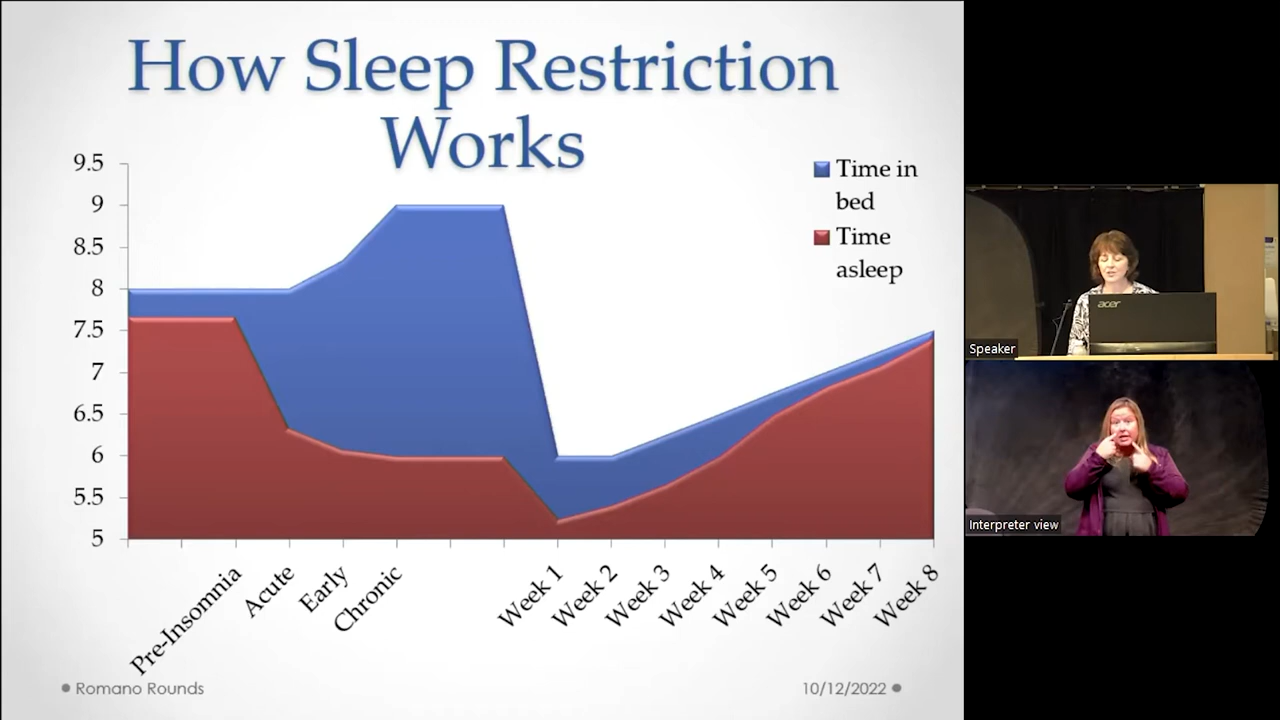 How Sleep Restriction
Works
9.5
9
8.5
8
7.5
7
6.5
6
5.5
5
Time in
bed
Time
asleep
Pre-Insomnia
Acute
Early
Chronic
Week 1
Week 2
Week 3
Week 4
Week 5
Week 6
Week 7
Week 8
Romano Rounds
10/12/2022
acer
Speaker
Interpreter view